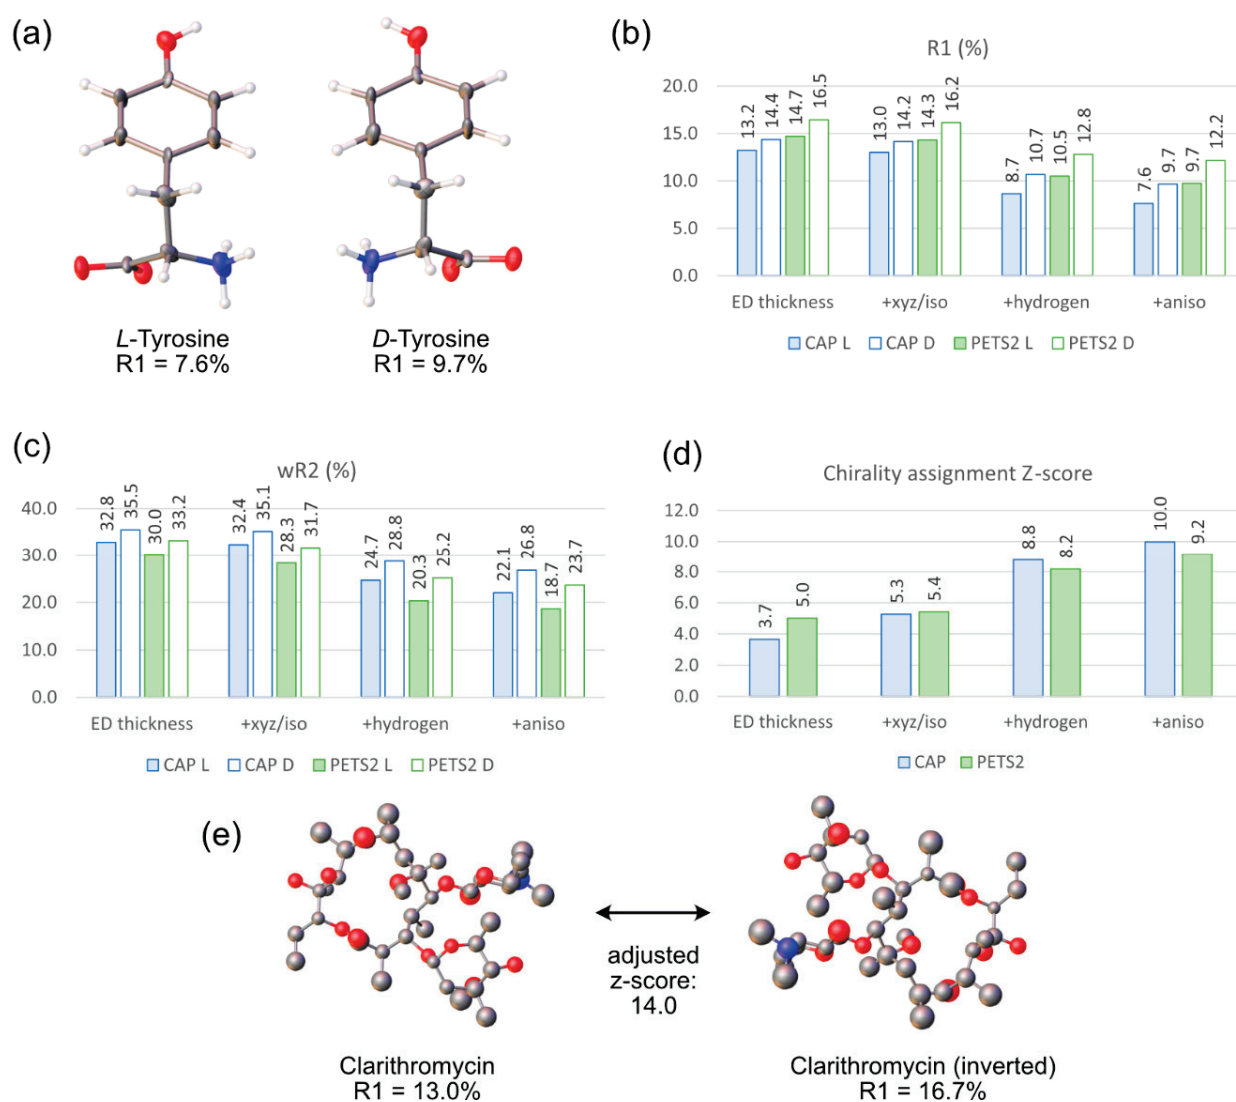 (a)
L-Tyrosine
R1 = 7.6%
D-Tyrosine
R1 = 9.7%
(b)
R1 (%)
20.0
15.0
10.0
5.0
0.0
13.2 14.4 14.7 16.5
13.0 14.2 14.3 16.2
8.7 10.7 10.5 12.8
7.6 9.7 9.7 12.2
ED thickness +xyz/iso +hydrogen +aniso
CAP L CAP D PETS2 L PETS2 D
(c)
wR2 (%)
40.0
30.0
20.0
10.0
0.0
32.8 35.5 30.0 33.2
32.4 35.1 28.3 31.7
24.7 28.8 20.3 25.2
22.1 26.8 18.7 23.7
ED thickness +xyz/iso +hydrogen +aniso
CAP L CAP D PETS2 L PETS2 D
(d)
Chirality assignment Z-score
12.0
10.0
8.0
6.0
4.0
2.0
0.0
3.7 5.0
5.3 5.4
8.8 8.2
10.0 9.2
ED thickness +xyz/iso +hydrogen +aniso
CAP PETS2
(e)
adjusted
z-score:
14.0
Clarithromycin
R1 = 13.0%
Clarithromycin (inverted)
R1 = 16.7%